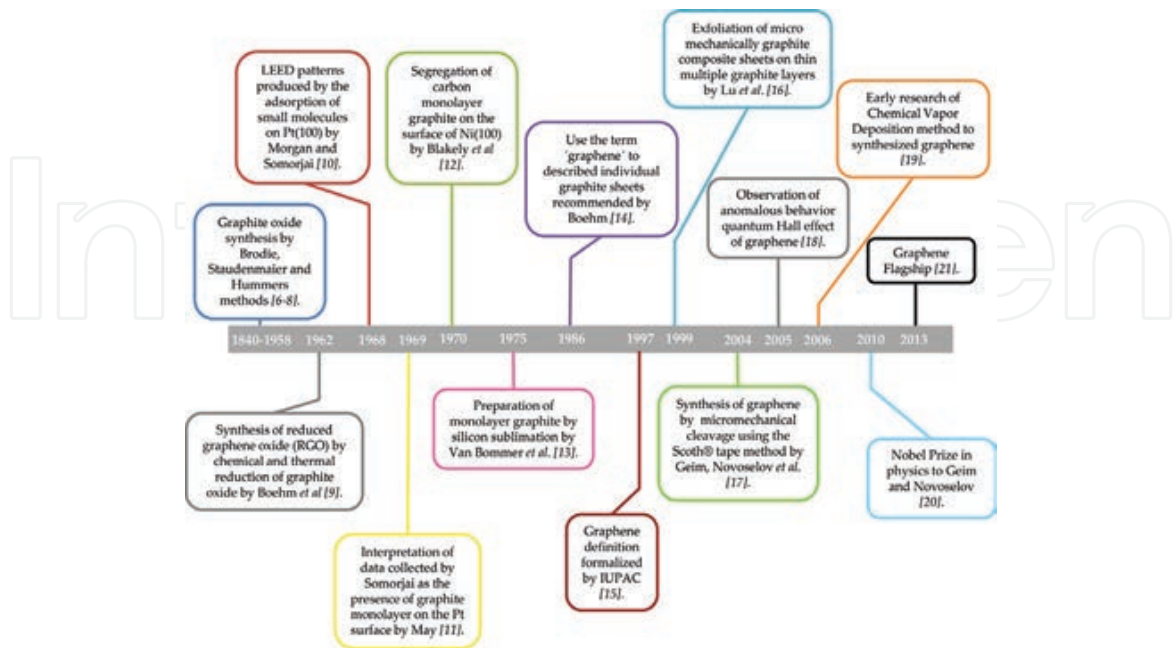 LEED patterns
produced by the
adsorption of
small molecules
on Pt(100) by
Morgan and
Somorjai [10].
Segregation of
carbon
monolayer
graphite on the
surface of Ni(100)
by Blakely et al
[12].
Exfoliation of micro
mechanically graphite
composite sheets on thin
multiple graphite layers
by Lu et al. [16].
Early research of
Chemical Vapor
Deposition method to
synthesized graphene
[19].
Use the term
'graphene' to
described individual
graphite sheets
recommended by
Boehm [14].
Observation of
anomalous behavior
quantum Hall effect
of graphene [18].
Graphite oxide
synthesis by
Brodie,
Staudenmaier and
Hummers
methods [6-8].
Graphene
Flagship [21].
1840-1958 1962 1968 1969 1970 1975 1986 1997 1999 2004 2005 2006 2010 2013
Synthesis of reduced
graphene oxide (RGO) by
chemical and thermal
reduction of graphite
oxide by Boehm et al [9].
Preparation of
monolayer graphite by
silicon sublimation by
Van Bommer et al. [13].
Synthesis of graphene
by micromechanical
cleavage using the
Scoth® tape method by
Geim, Novoselov et al.
[17].
Nobel Prize in
physics to Geim
and Novoselov
[20].
Interpretation of
data collected by
Somorjai as the
presence of graphite
monolayer on the Pt
surface by May [11].
Graphene
definition
formalized
by IUPAC
[15].